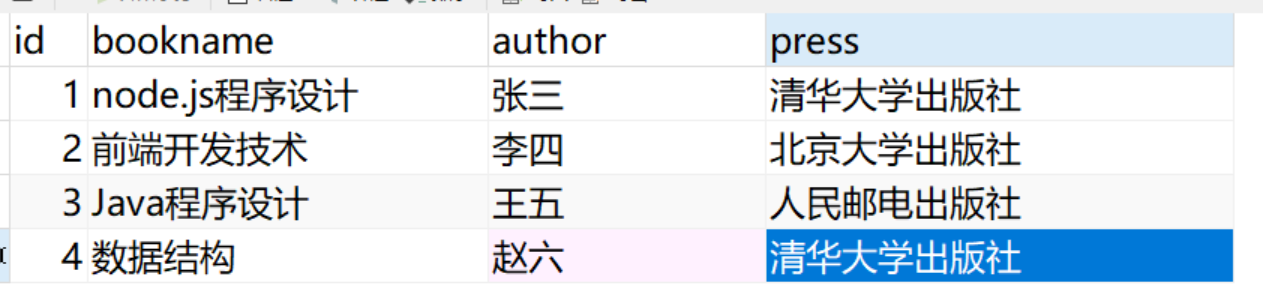 id bookname author press
1 node.js程序设计 张三 清华大学出版社
2 前端开发技术 李四 北京大学出版社
3 Java程序设计 王五 人民邮电出版社
4 数据结构 赵六 清华大学出版社